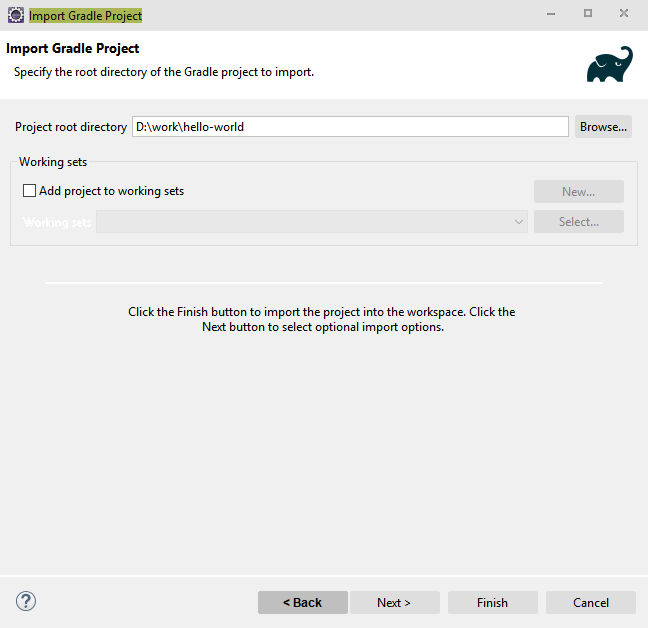 Import Gradle Project
Import Gradle Project
Specify the root directory of the Gradle project to import.
Project root directory D:\work\hello-world Browse...
Working sets
Add project to working sets New...
Working sets Select...
Click the Finish button to import the project into the workspace. Click the
Next button to select optional import options.
? < Back Next > Finish Cancel